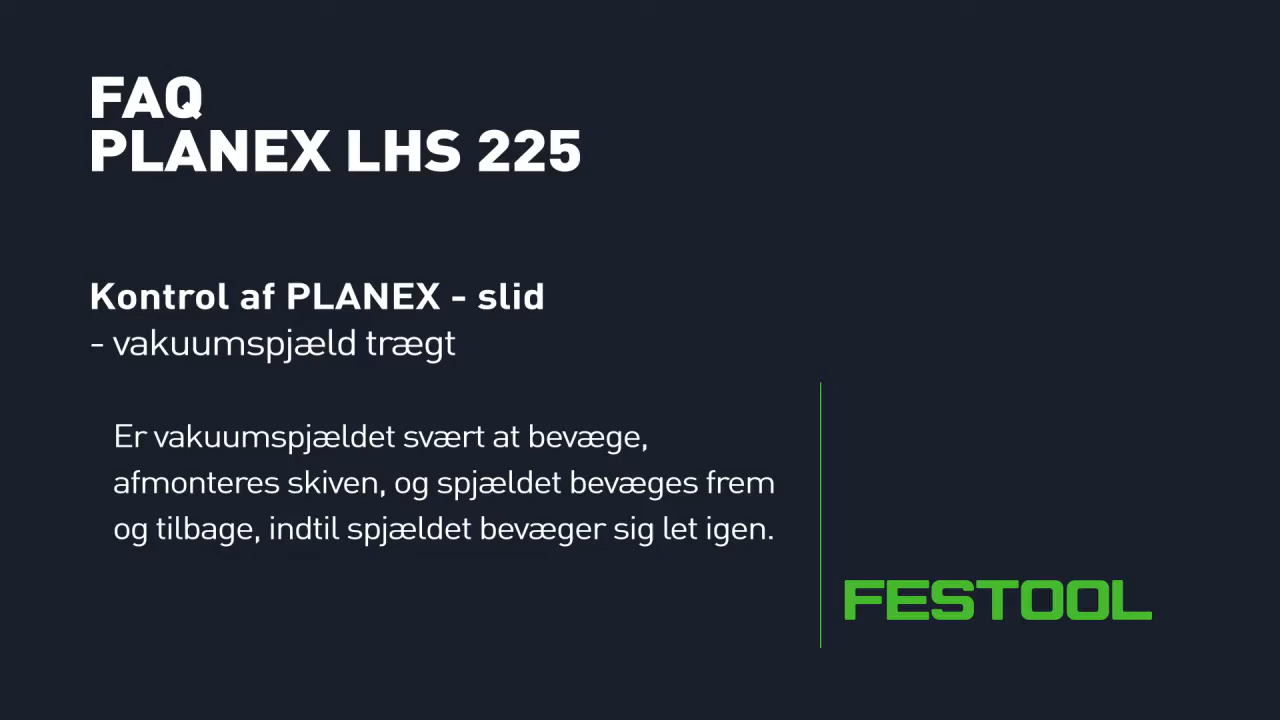 FAQ
PLANEX LHS 225
Kontrol af PLANEX - slid
- vakuumspjæld trægt
Er vakuumspjældet svært at bevæge,
afmonteres skiven, og spjældet bevæges frem
og tilbage, indtil spjældet bevæger sig let igen.
FESTOOL